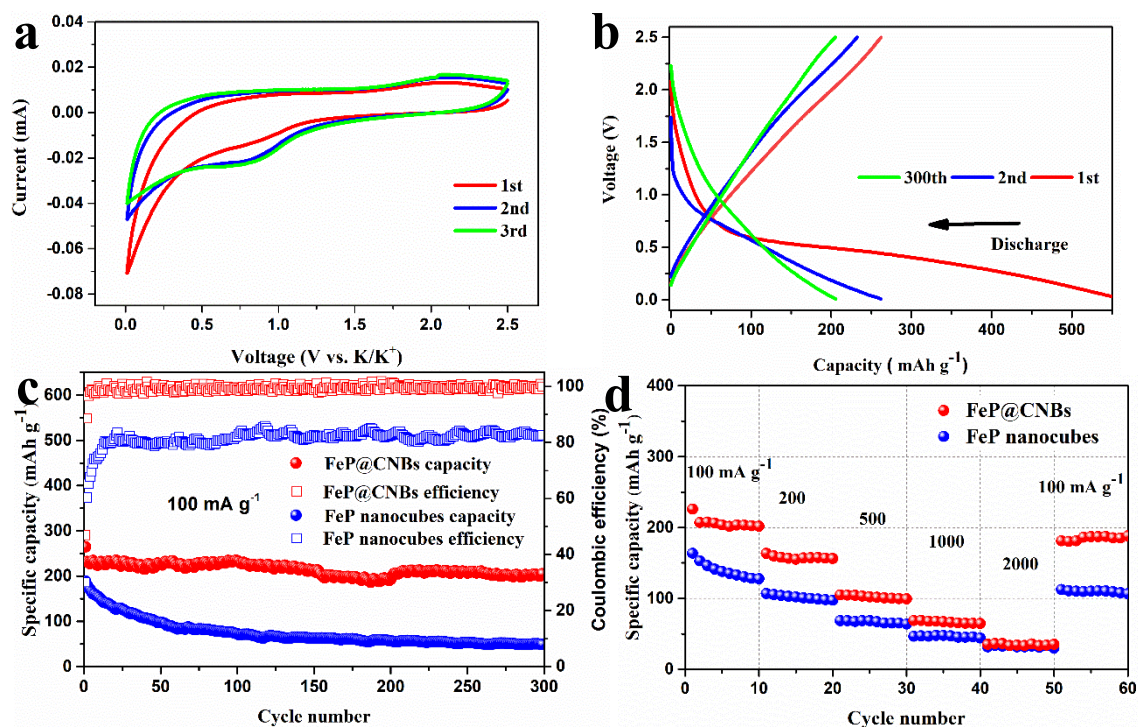 a
0.04
0.02
0.00
-0.02
-0.04
-0.06
-0.08
Current (mA)
1st
2nd
3rd
0.0 0.5 1.0 1.5 2.0 2.5
Voltage (V vs. K/K⁺)
b
2.5
2.0
1.5
1.0
0.5
0.0
Voltage (V)
300th 2nd 1st
Discharge
0 100 200 300 400 500
Capacity ( mAh g⁻¹)
c
600
550
500
450
400
350
300
250
200
150
100
50
0
Specific capacity (mAh g⁻¹)
FeP@CNBs capacity
FeP@CNBs efficiency
FeP nanocubes capacity
FeP nanocubes efficiency
100 mA g⁻¹
100
80
60
40
20
0
Coulombic efficiency (%)
0 50 100 150 200 250 300
Cycle number
d
400
300
200
100
0
Specific capacity (mAh g⁻¹)
FeP@CNBs
FeP nanocubes
100 mA g⁻¹
200
500
1000
2000
100 mA g⁻¹
0 10 20 30 40 50 60
Cycle number